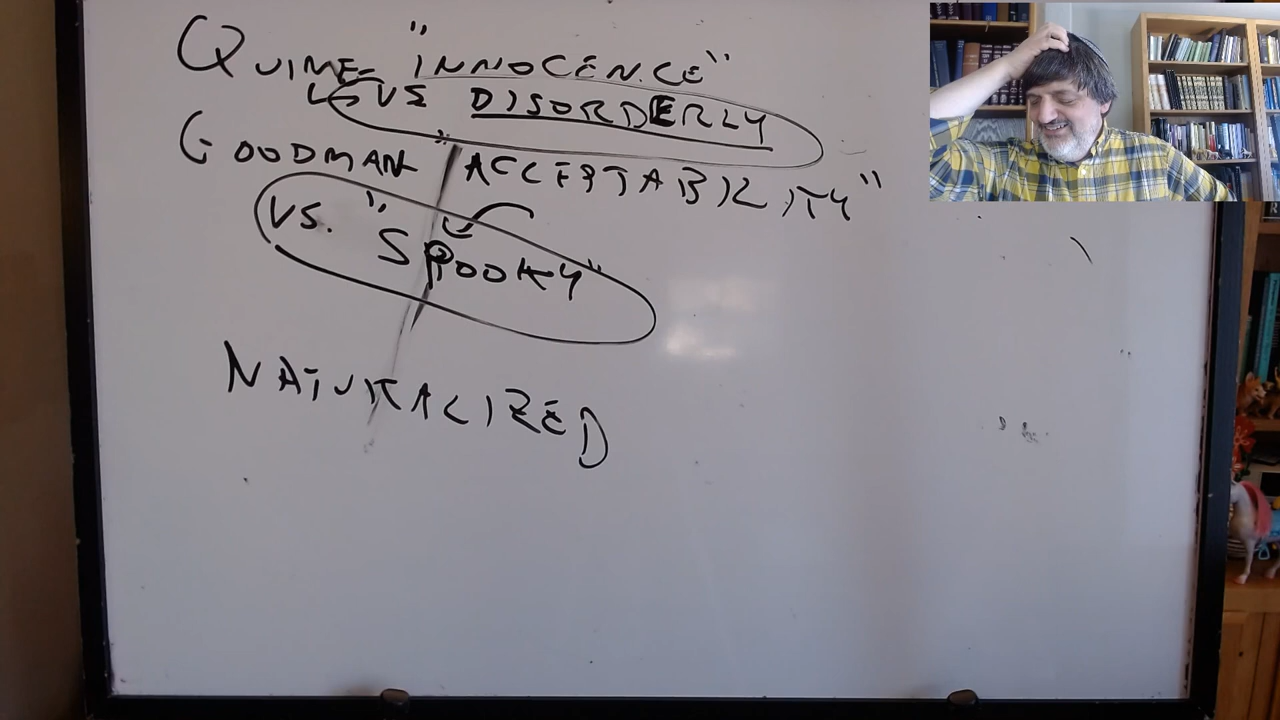 QUINE "INNOCENCE"
VS DISORDERLY
GOODMAN "ACCEPTABILITY"
VS. "SPOOKY"
NATURALIZED